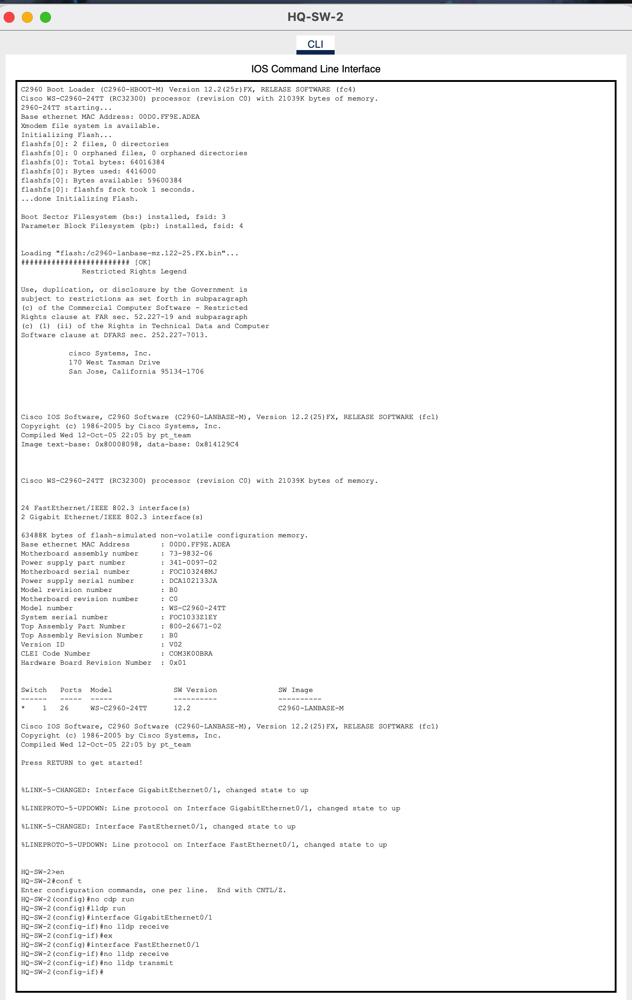 HQ-SW-2
CLI
IOS Command Line Interface
C2960 Boot Loader (C2960-HBOOT-M) Version 12.2(25r)FX, RELEASE SOFTWARE (fc4)
Cisco WS-C2960-24TT (RC32300) processor (revision C0) with 21039K bytes of memory.
2960-24TT starting...
Base ethernet MAC Address: 00D0.FF9E.ADEA
Xmodem file system is available.
Initializing Flash...
flashfs[0]: 2 files, 0 directories
flashfs[0]: 0 orphaned files, 0 orphaned directories
flashfs[0]: Total bytes: 64016384
flashfs[0]: Bytes used: 4416000
flashfs[0]: Bytes available: 59600384
flashfs[0]: flashfs fsck took 1 seconds.
...done Initializing Flash.
Boot Sector Filesystem (bs:) installed, fsid: 3
Parameter Block Filesystem (pb:) installed, fsid: 4
Loading "flash:/c2960-lanbase-mz.122-25.FX.bin"...
######################### [OK]
Restricted Rights Legend
Use, duplication, or disclosure by the Government is
subject to restrictions as set forth in subparagraph
(c) of the Commercial Computer Software - Restricted
Rights clause at FAR sec. 52.227-19 and subparagraph
(c) (1) (ii) of the Rights in Technical Data and Computer
Software clause at DFARS sec. 252.227-7013.
cisco Systems, Inc.
170 West Tasman Drive
San Jose, California 95134-1706
Cisco IOS Software, C2960 Software (C2960-LANBASE-M), Version 12.2(25)FX, RELEASE SOFTWARE (fc1)
Copyright (c) 1986-2005 by Cisco Systems, Inc.
Compiled Wed 12-Oct-05 22:05 by pt_team
Image text-base: 0x80008098, data-base: 0x814129C4
Cisco WS-C2960-24TT (RC32300) processor (revision C0) with 21039K bytes of memory.
24 FastEthernet/IEEE 802.3 interface(s)
2 Gigabit Ethernet/IEEE 802.3 interface(s)
63488K bytes of flash-simulated non-volatile configuration memory.
Base ethernet MAC Address       : 00D0.FF9E.ADEA
Motherboard assembly number     : 73-9832-06
Power supply part number        : 341-0097-02
Motherboard serial number       : FOC103248MJ
Power supply serial number      : DCA102133JA
Model revision number           : B0
Motherboard revision number     : C0
Model number                    : WS-C2960-24TT
System serial number            : FOC1033Z1EY
Top Assembly Part Number        : 800-26671-02
Top Assembly Revision Number    : B0
Version ID                      : V02
CLEI Code Number                : COM3K00BRA
Hardware Board Revision Number  : 0x01
Switch   Ports  Model              SW Version              SW Image
------   -----  -----              ----------              ----------
*    1   26     WS-C2960-24TT      12.2                    C2960-LANBASE-M
Cisco IOS Software, C2960 Software (C2960-LANBASE-M), Version 12.2(25)FX, RELEASE SOFTWARE (fc1)
Copyright (c) 1986-2005 by Cisco Systems, Inc.
Compiled Wed 12-Oct-05 22:05 by pt_team
Press RETURN to get started!
%LINK-5-CHANGED: Interface GigabitEthernet0/1, changed state to up
%LINEPROTO-5-UPDOWN: Line protocol on Interface GigabitEthernet0/1, changed state to up
%LINK-5-CHANGED: Interface FastEthernet0/1, changed state to up
%LINEPROTO-5-UPDOWN: Line protocol on Interface FastEthernet0/1, changed state to up
HQ-SW-2>en
HQ-SW-2#conf t
Enter configuration commands, one per line.  End with CNTL/Z.
HQ-SW-2(config)#no cdp run
HQ-SW-2(config)#lldp run
HQ-SW-2(config)#interface GigabitEthernet0/1
HQ-SW-2(config-if)#no lldp receive
HQ-SW-2(config-if)#ex
HQ-SW-2(config)#interface FastEthernet0/1
HQ-SW-2(config-if)#no lldp receive
HQ-SW-2(config-if)#no lldp transmit
HQ-SW-2(config-if)#